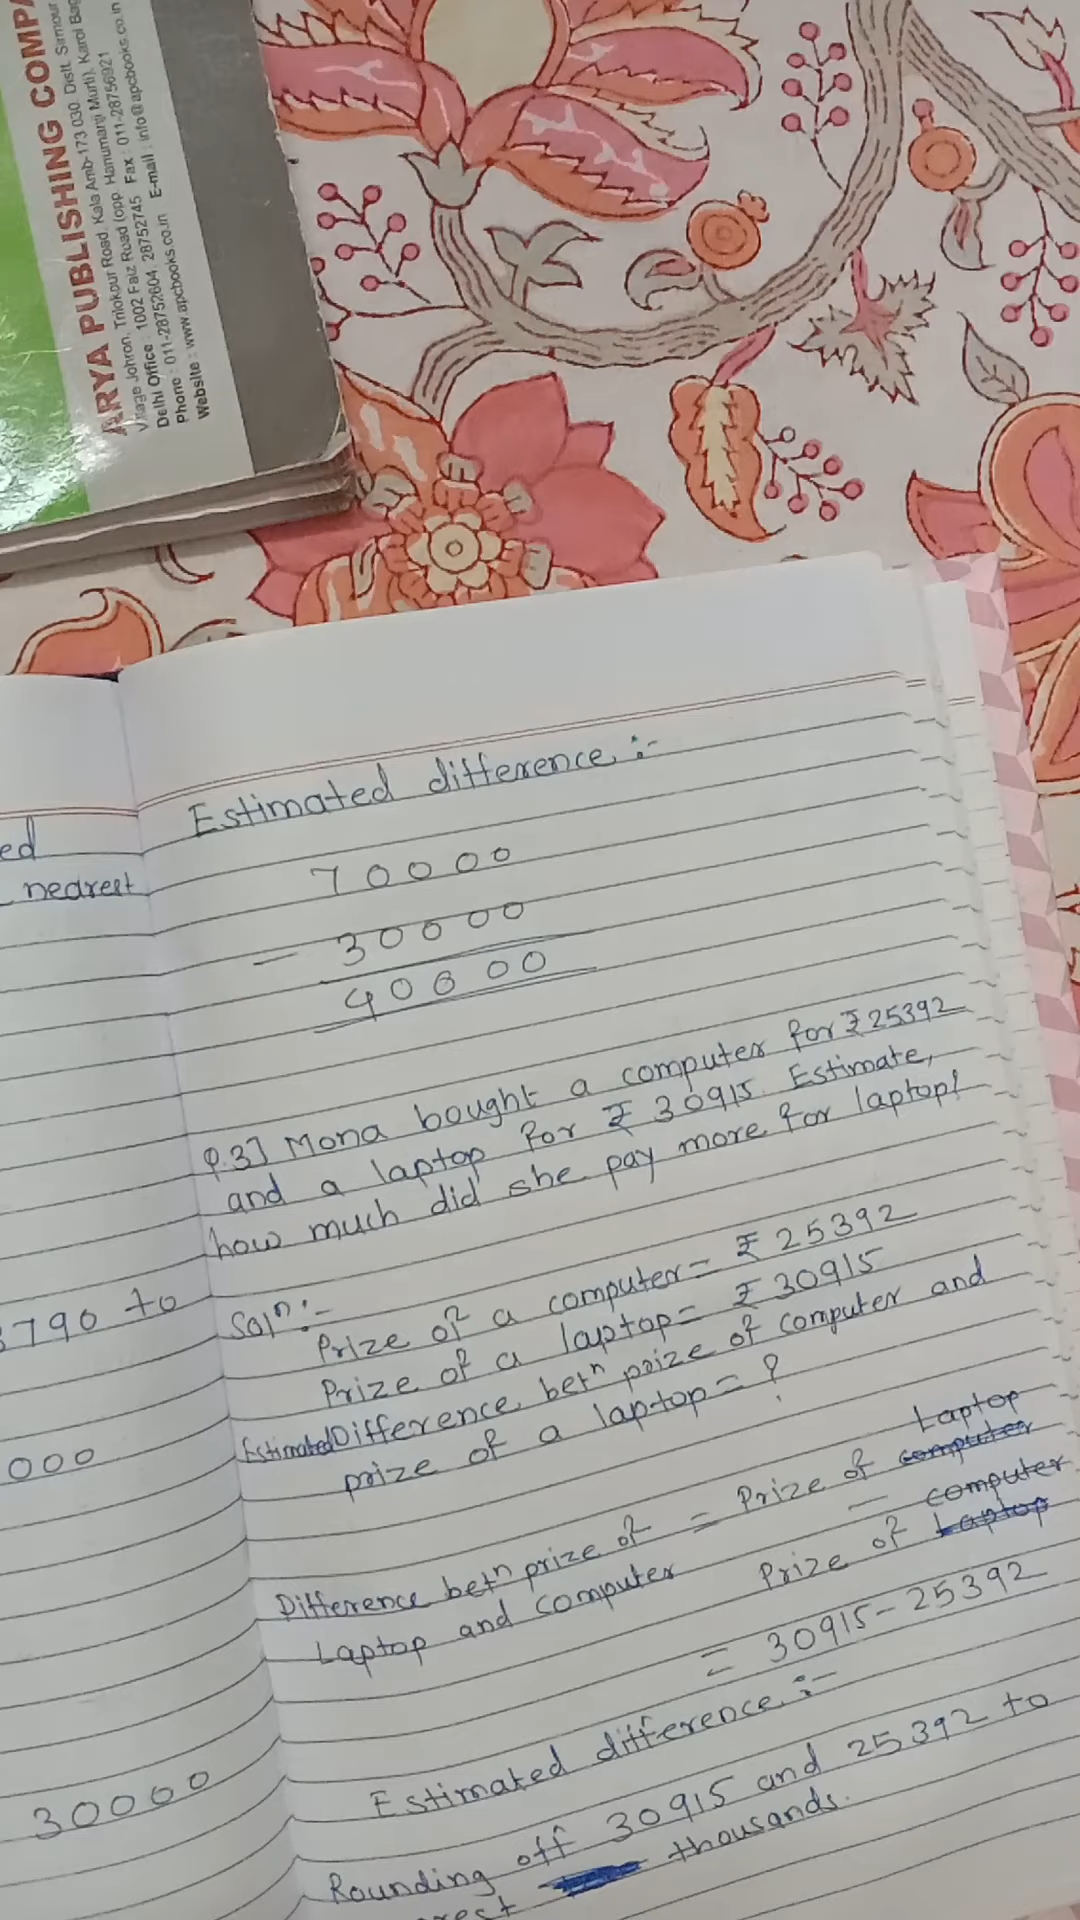 ARYA PUBLISHING COMPA
Village Johron, Trilokpur Road, Kala Amb-173 030, Distt. Sirmour
Delhi Office : 1002 Faiz Road (opp. Hanumanji Murti), Karol Bag
Phone : 011-28752604, 28752745 Fax : 011-28756921
Website : www.apcbooks.co.in E-mail : info@apcbooks.co.in
ed
nearest
3790 to
000
30000
Estimated difference :-
70000
- 30000
40000
Q.3] Mona bought a computer for ₹ 25392
and a laptop for ₹ 30915. Estimate,
how much did she pay more for laptop?
Solⁿ :-
Prize of a computer = ₹ 25392
Prize of a laptop = ₹ 30915
Estimated Difference betⁿ prize of computer and
prize of a laptop = ?
Difference betⁿ prize of = Prize of computer Laptop
Laptop and computer - Prize of Laptop computer
= 30915 - 25392
Estimated difference :-
Rounding off 30915 and 25392 to
rest thousands.